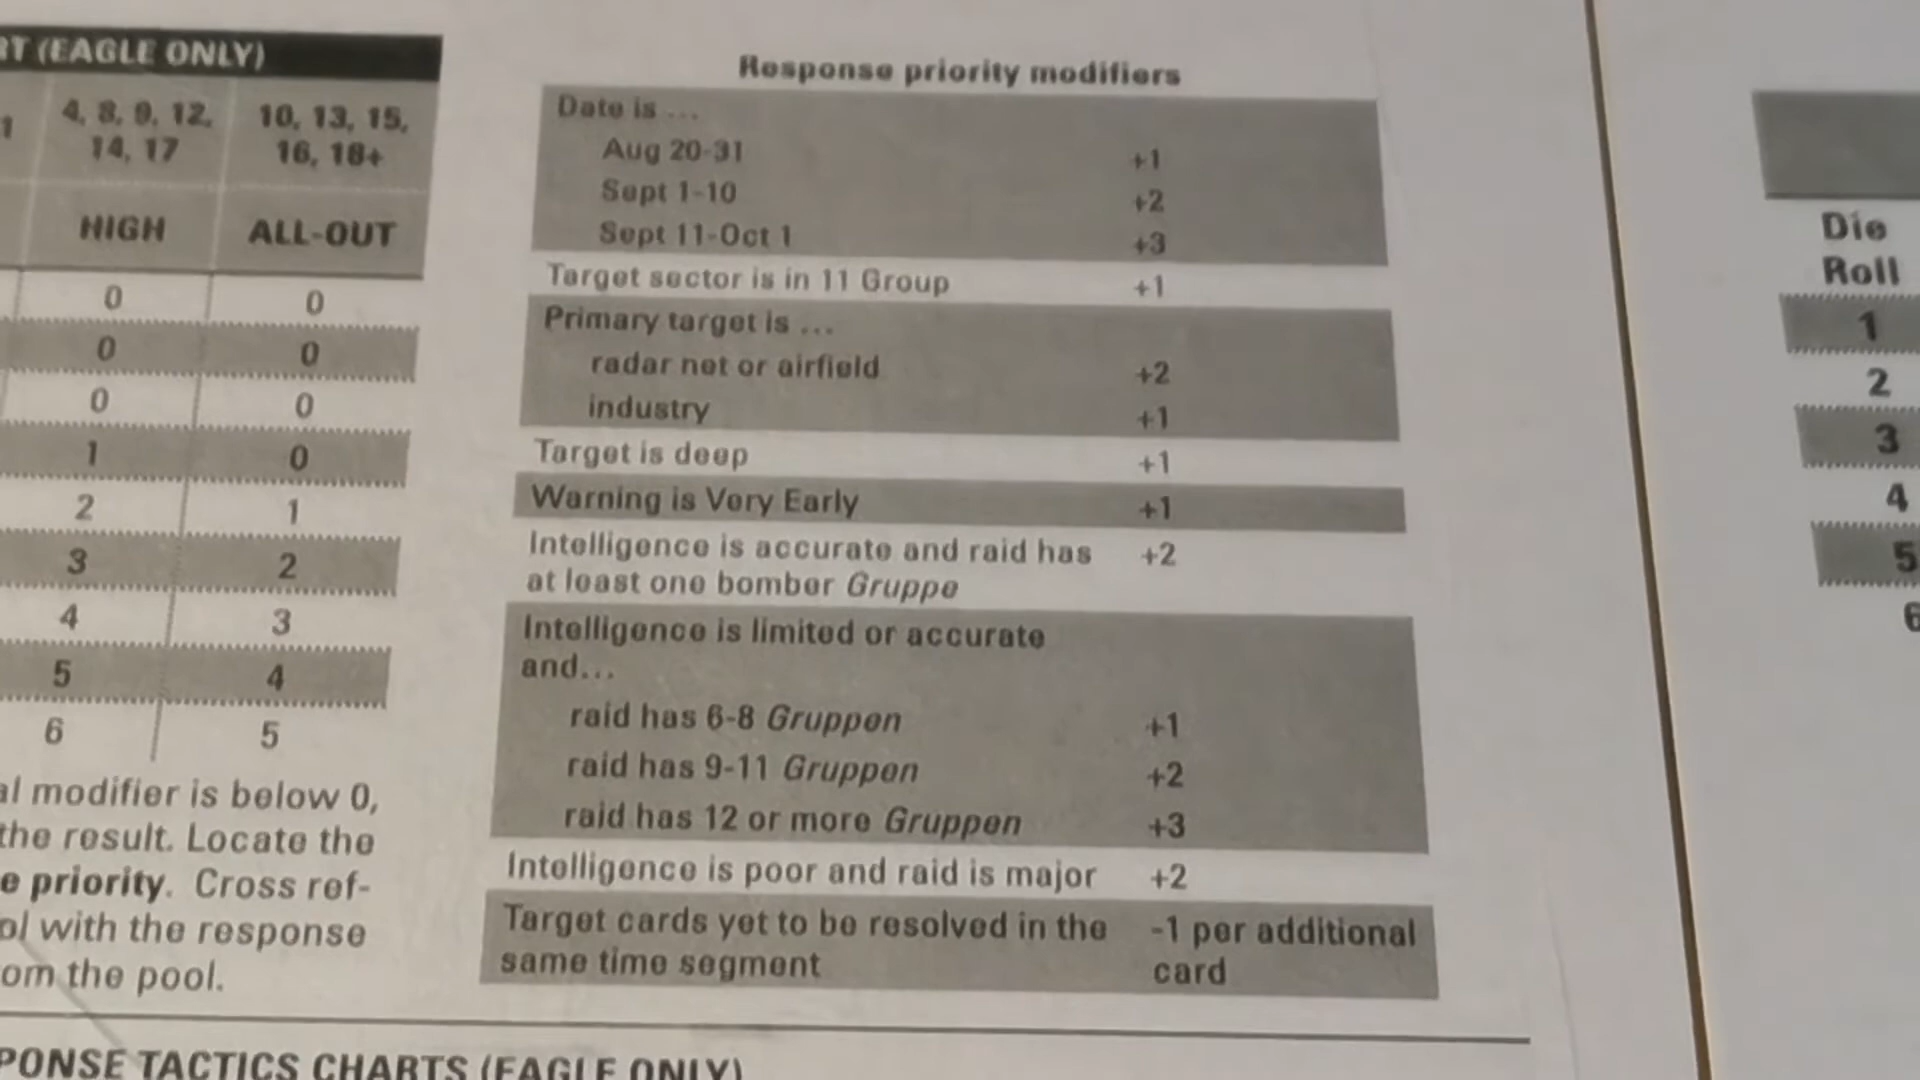 RT (EAGLE ONLY)
1
4, 8, 9, 12,
14, 17
10, 13, 15,
16, 18+
HIGH
ALL-OUT
0 0
0 0
0 0
1 0
2 1
3 2
4 3
5 4
6 5
al modifier is below 0,
the result. Locate the
e priority. Cross ref-
ol with the response
om the pool.
Response priority modifiers
Date is ...
Aug 20-31 +1
Sept 1-10 +2
Sept 11-Oct 1 +3
Target sector is in 11 Group +1
Primary target is ...
radar net or airfield +2
industry +1
Target is deep +1
Warning is Very Early +1
Intelligence is accurate and raid has +2
at least one bomber Gruppe
Intelligence is limited or accurate
and...
raid has 6-8 Gruppen +1
raid has 9-11 Gruppen +2
raid has 12 or more Gruppen +3
Intelligence is poor and raid is major +2
Target cards yet to be resolved in the -1 per additional
same time segment card
PONSE TACTICS CHARTS (EAGLE ONLY)
Die
Roll
1
2
3
4
5
6